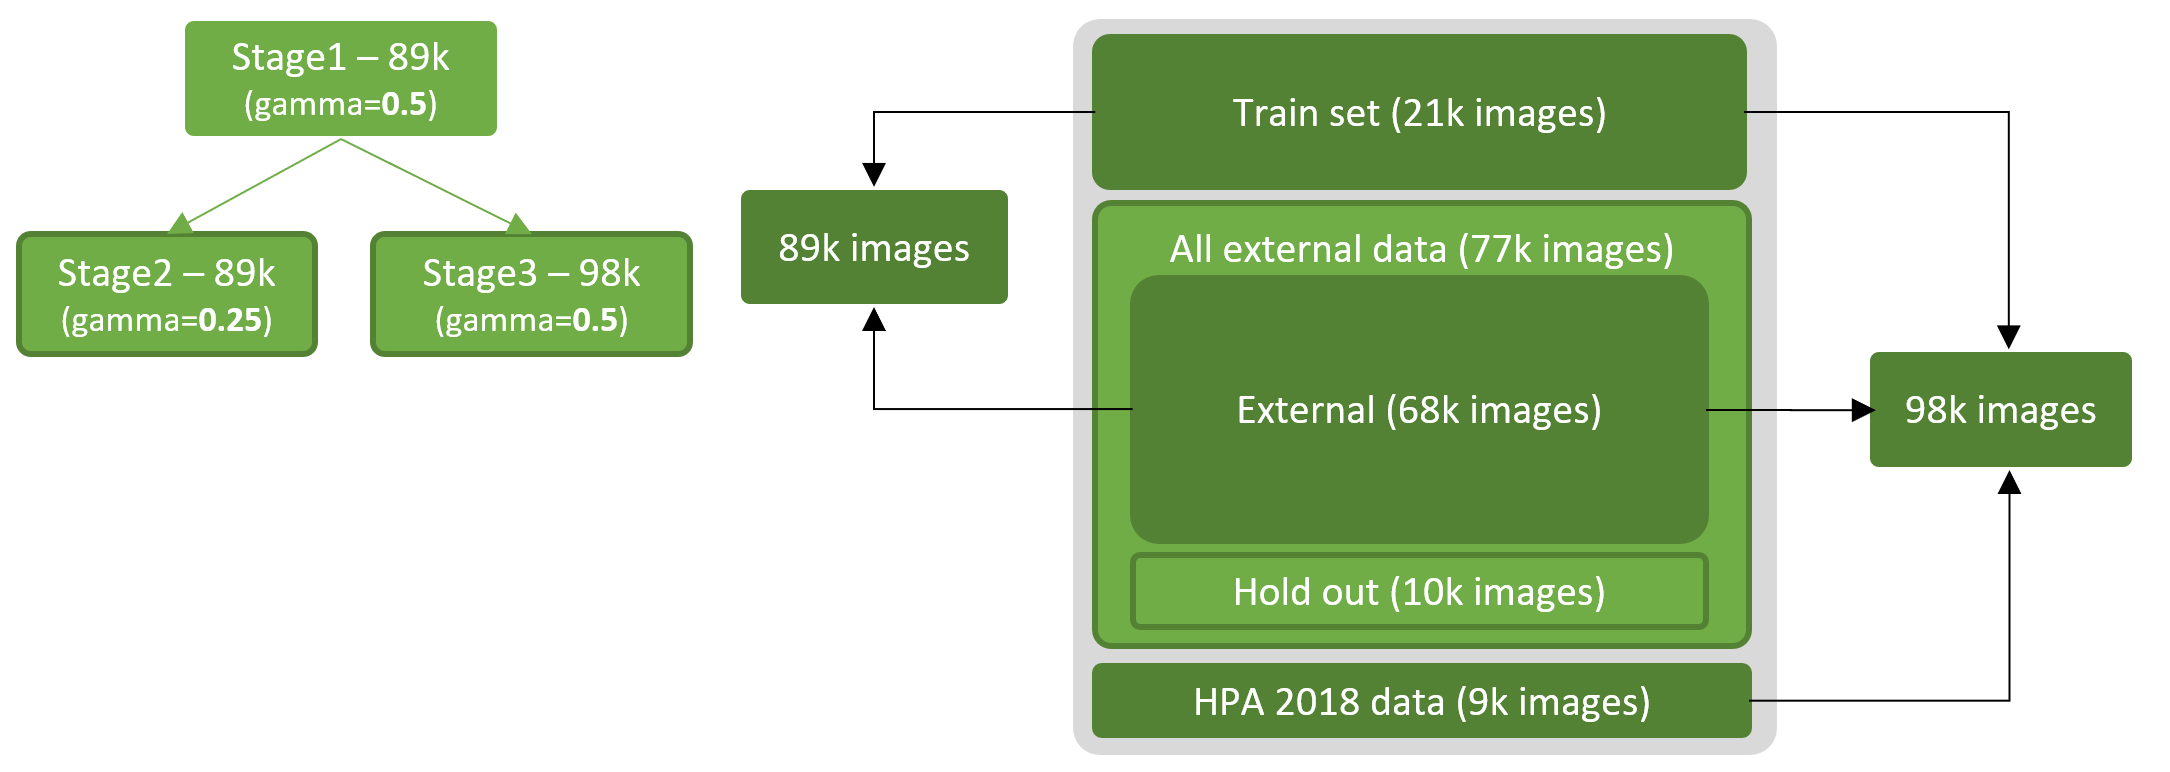 Stage1 – 89k
(gamma=0.5)
Stage2 – 89k
(gamma=0.25)
Stage3 – 98k
(gamma=0.5)
89k images
Train set (21k images)
All external data (77k images)
External (68k images)
Hold out (10k images)
HPA 2018 data (9k images)
98k images